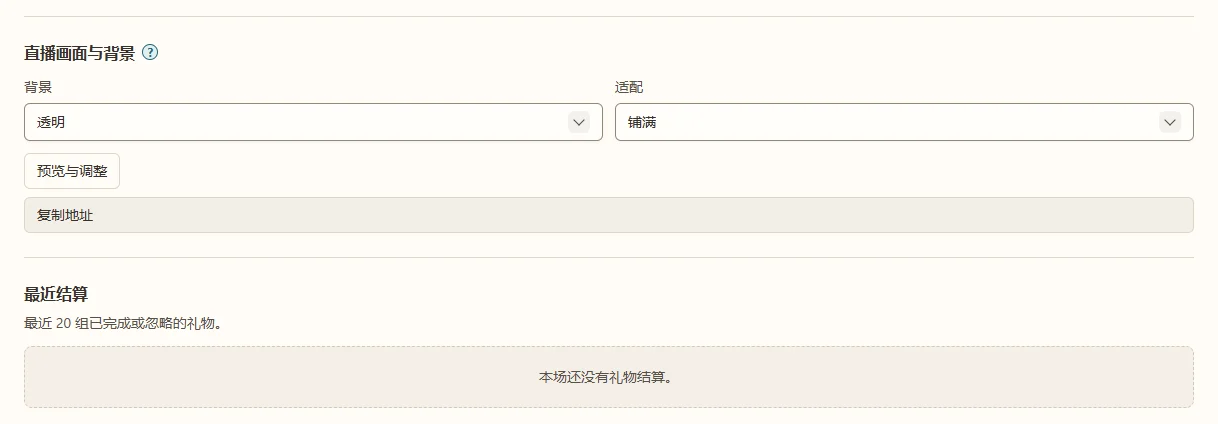 直播画面与背景 ?
背景
适配
透明
铺满
预览与调整
复制地址
最近结算
最近 20 组已完成或忽略的礼物。
本场还没有礼物结算。